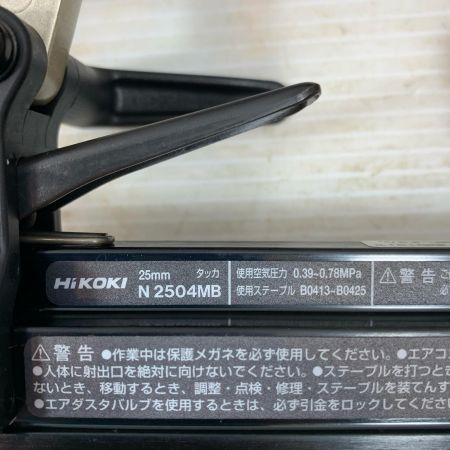 HiKOKI
25mm タッカ
N 2504MB
使用空気圧力 0.39~0.78MPa
使用ステープル B0413~B0425
⚠警告
⚠警告 ●作業中は保護メガネを必ず使用してください。●エアコ
●人体に射出口を絶対に向けないでください。 ●ステープルを打つとき
ないとき、移動するとき、調整・点検・修理・ステープルを装てんす
●エアダスタバルブを使用するときは、必ず引金をロックしてくださ